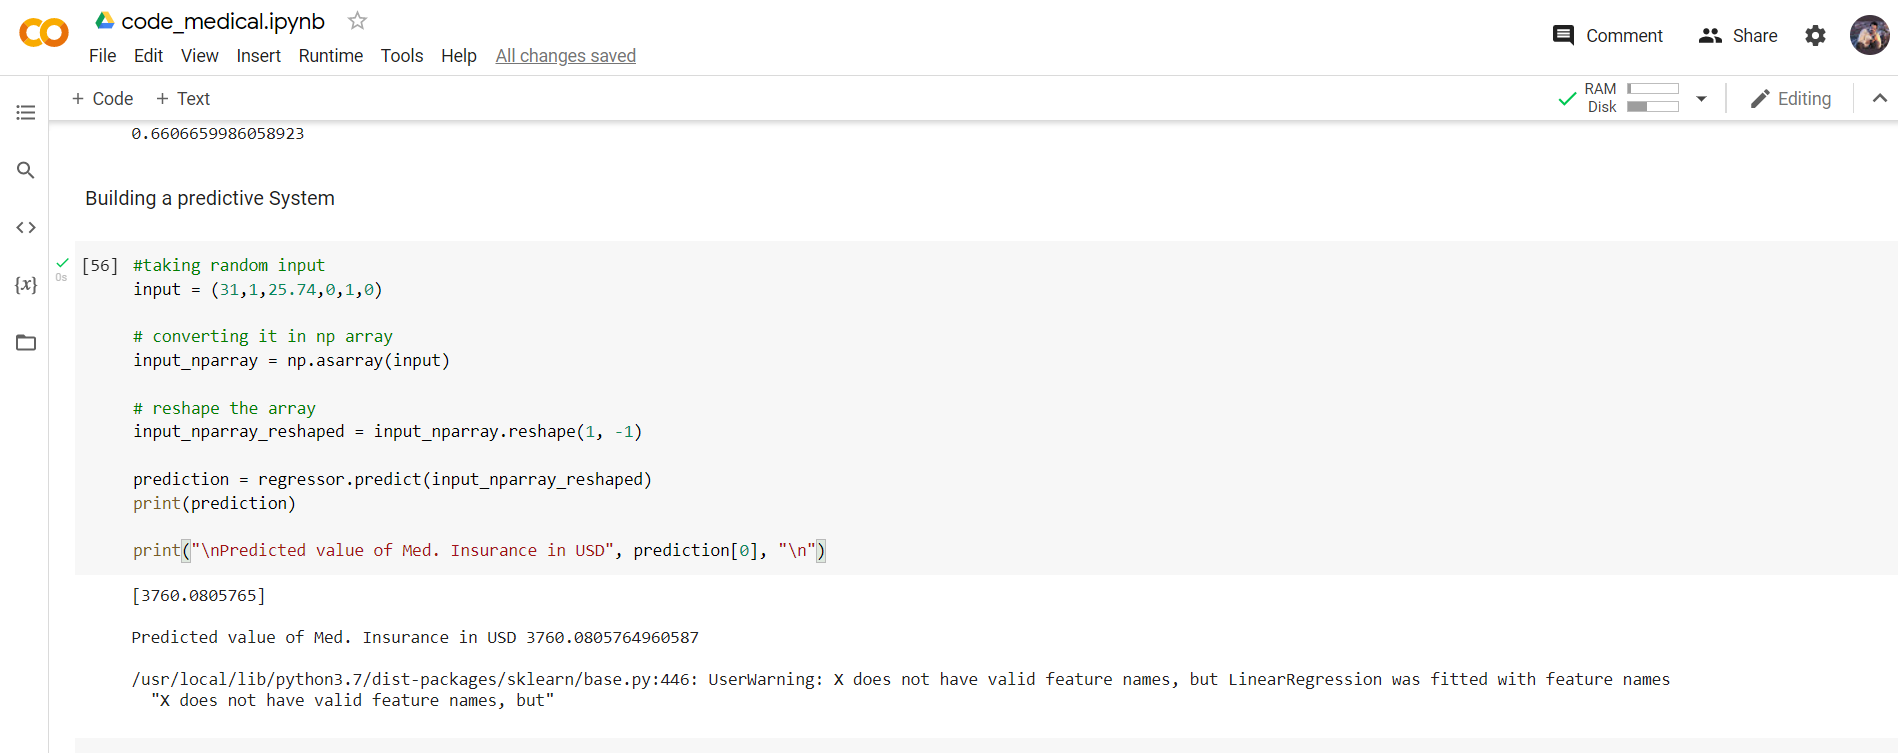 code_medical.ipynb
Comment
Share
File Edit View Insert Runtime Tools Help All changes saved
+ Code + Text
RAM
Disk
Editing
0.6606659986058923
Building a predictive System
[56]
0s
{x}
#taking random input
input = (31,1,25.74,0,1,0)
# converting it in np array
input_nparray = np.asarray(input)
# reshape the array
input_nparray_reshaped = input_nparray.reshape(1, -1)
prediction = regressor.predict(input_nparray_reshaped)
print(prediction)
print("\nPredicted value of Med. Insurance in USD", prediction[0], "\n")
[3760.0805765]
Predicted value of Med. Insurance in USD 3760.0805764960587
/usr/local/lib/python3.7/dist-packages/sklearn/base.py:446: UserWarning: X does not have valid feature names, but LinearRegression was fitted with feature names
"X does not have valid feature names, but"